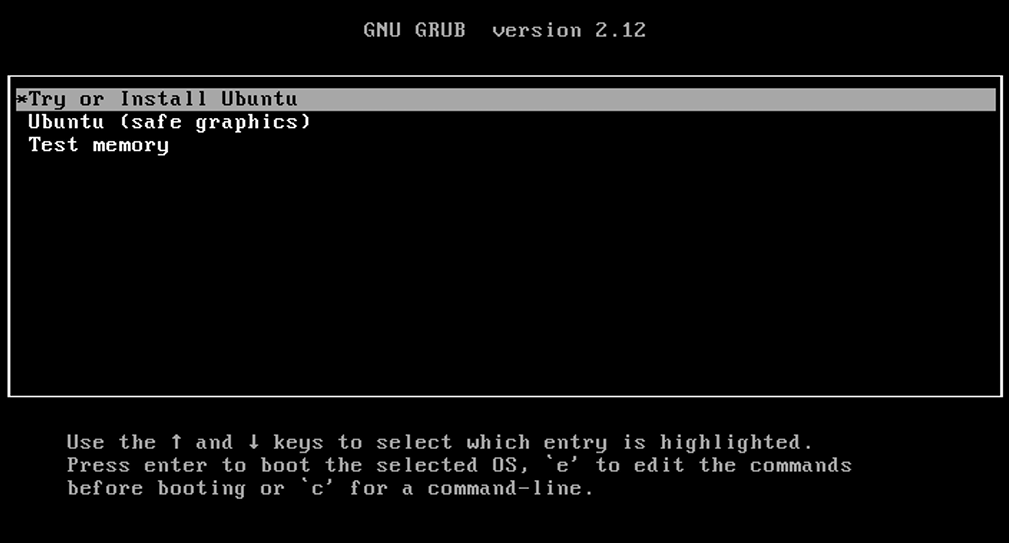 GNU GRUB  version 2.12
*Try or Install Ubuntu
Ubuntu (safe graphics)
Test memory
Use the ↑ and ↓ keys to select which entry is highlighted.
Press enter to boot the selected OS, `e' to edit the commands
before booting or `c' for a command-line.